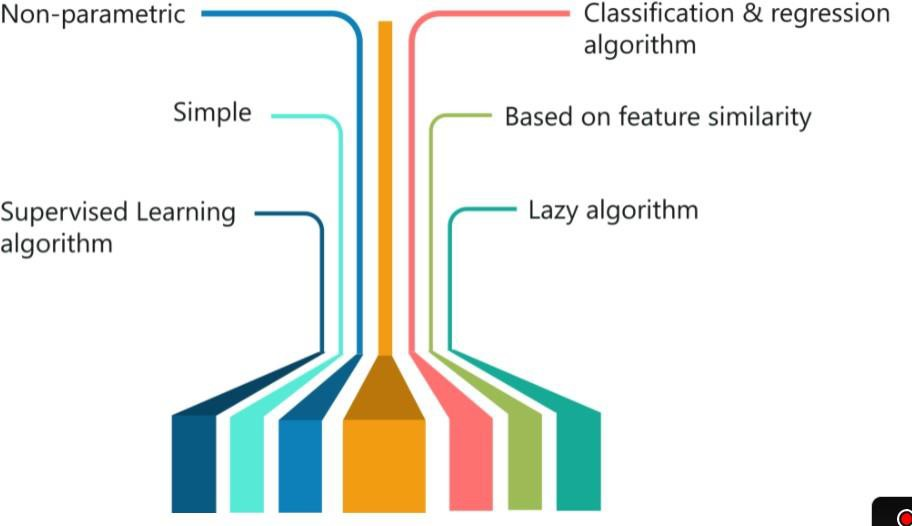 Non-parametric
Simple
Supervised Learning
algorithm
Classification & regression
algorithm
Based on feature similarity
Lazy algorithm